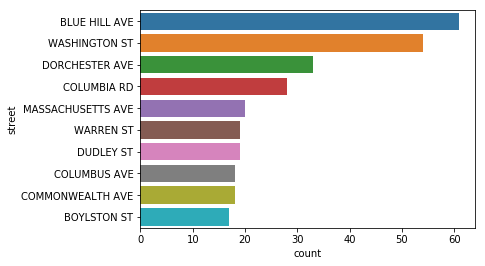 BLUE HILL AVE
WASHINGTON ST
DORCHESTER AVE
COLUMBIA RD
MASSACHUSETTS AVE
WARREN ST
DUDLEY ST
COLUMBUS AVE
COMMONWEALTH AVE
BOYLSTON ST
street
0 10 20 30 40 50 60
count